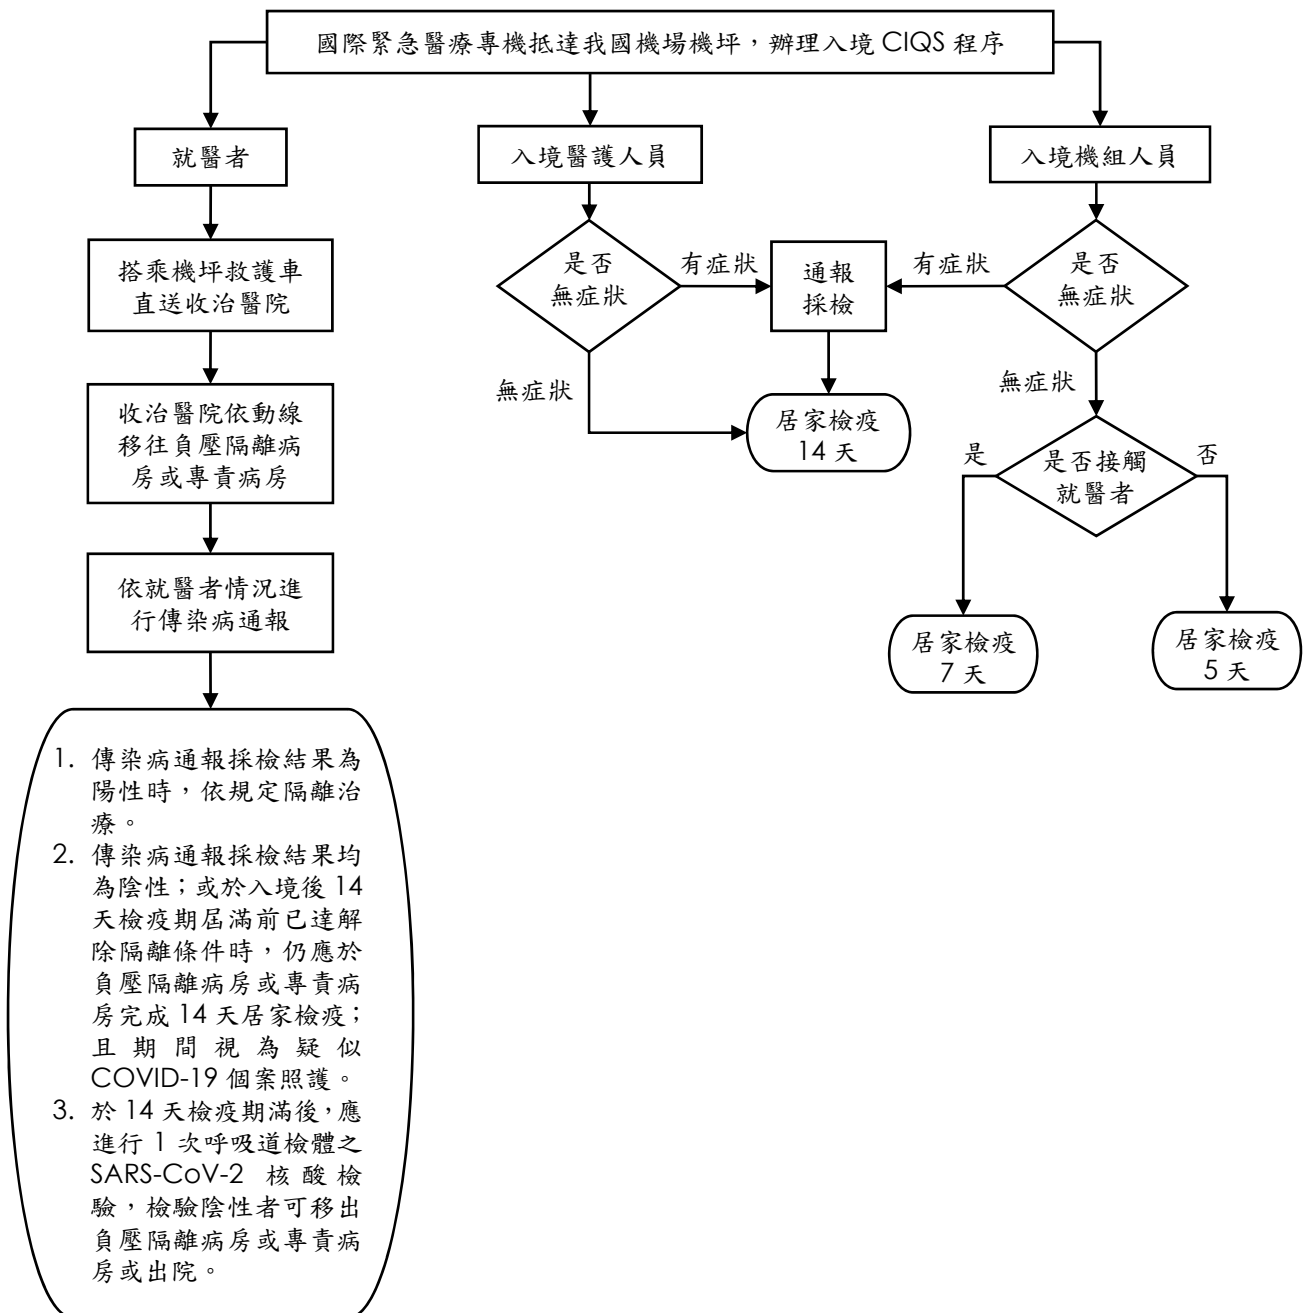 國際緊急醫療專機抵達我國機場機坪，辦理入境 CIQS 程序
就醫者
入境醫護人員
入境機組人員
搭乘機坪救護車
直送收治醫院
是否
無症狀
有症狀
通報
採檢
有症狀
是否
無症狀
收治醫院依動線
移往負壓隔離病
房或專責病房
無症狀
居家檢疫
14 天
無症狀
是
是否接觸
就醫者
否
依就醫者情況進
行傳染病通報
居家檢疫
7 天
居家檢疫
5 天
1. 傳染病通報採檢結果為
陽性時，依規定隔離治
療。
2. 傳染病通報採檢結果均
為陰性；或於入境後 14
天檢疫期屆滿前已達解
除隔離條件時，仍應於
負壓隔離病房或專責病
房完成 14 天居家檢疫；
且期間視為疑似
COVID-19 個案照護。
3. 於 14 天檢疫期滿後，應
進行 1 次呼吸道檢體之
SARS-CoV-2 核酸檢
驗，檢驗陰性者可移出
負壓隔離病房或專責病
房或出院。